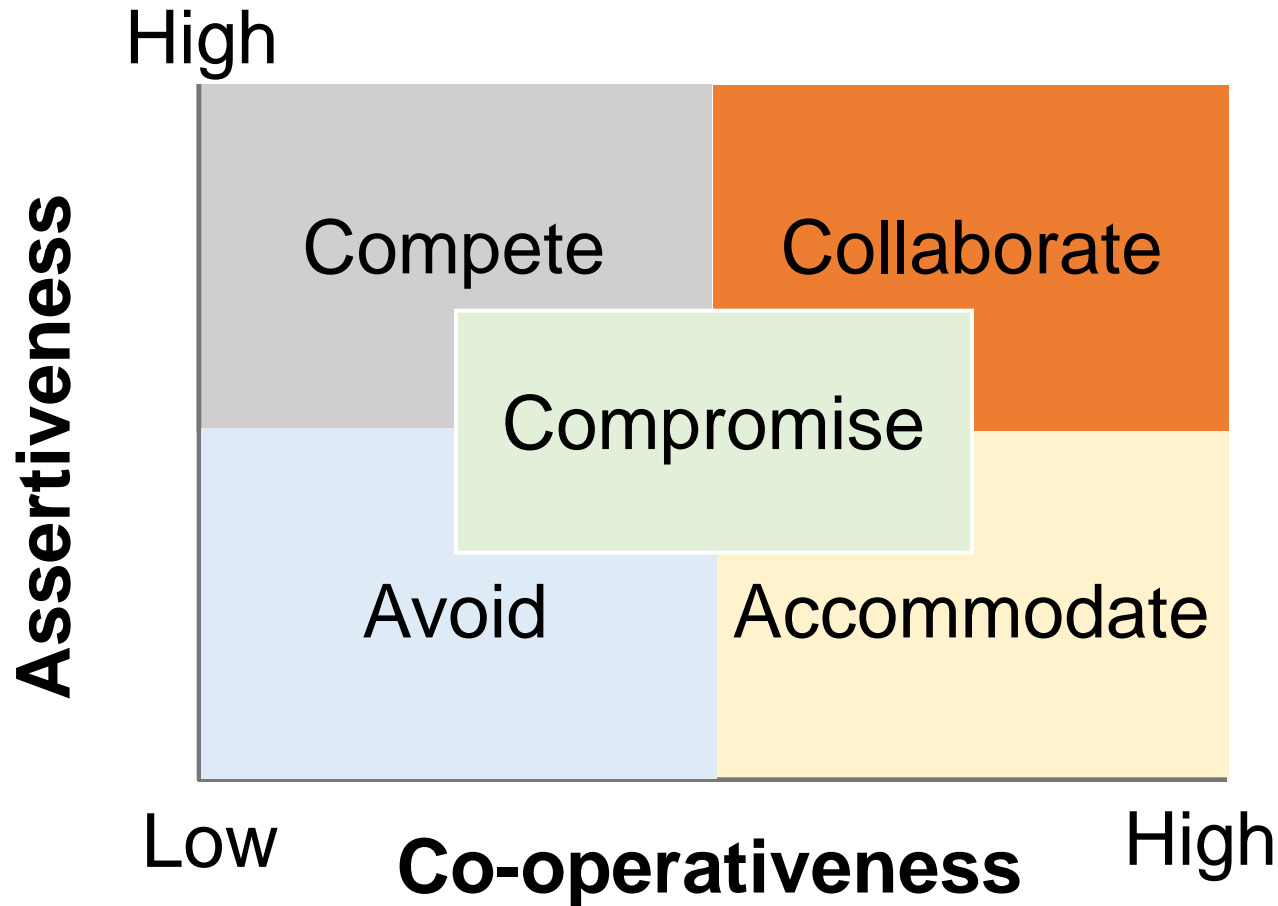 High
Assertiveness
Compete
Collaborate
Compromise
Avoid
Accommodate
Low
Co-operativeness
High